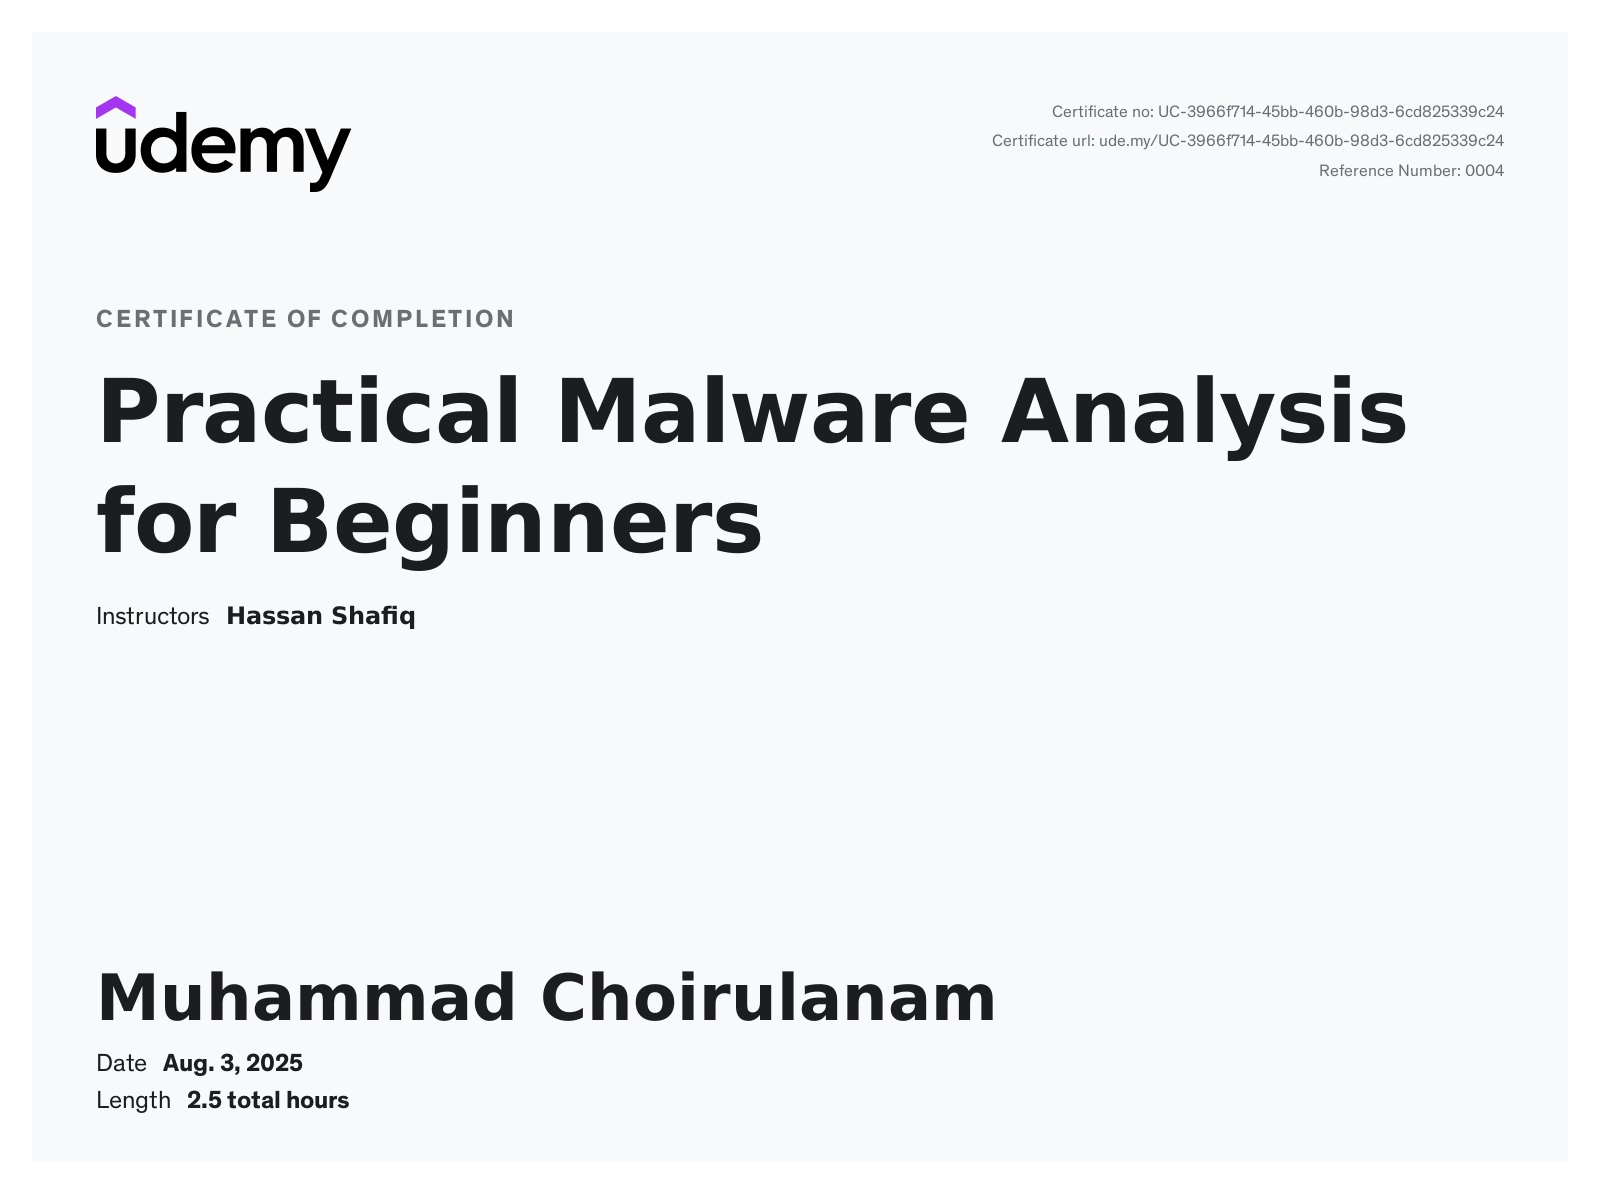 udemy
Certificate no: UC-3966f714-45bb-460b-98d3-6cd825339c24
Certificate url: ude.my/UC-3966f714-45bb-460b-98d3-6cd825339c24
Reference Number: 0004
CERTIFICATE OF COMPLETION
Practical Malware Analysis
for Beginners
Instructors Hassan Shafiq
Muhammad Choirulanam
Date Aug. 3, 2025
Length 2.5 total hours